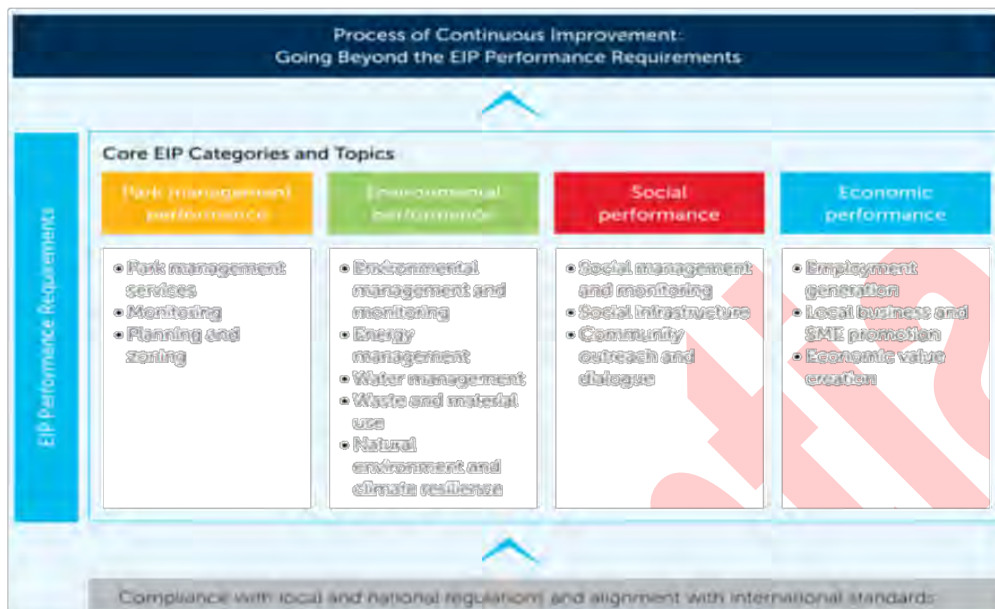 Process of Continuous Improvement:
Going Beyond the EIP Performance Requirements
EIP Performance Requirements
Core EIP Categories and Topics
Park management
performance
• Park management
services
• Monitoring
• Planning and
zoning
Environmental
performance
• Environmental
management and
monitoring
• Energy
management
• Water management
• Waste and material
use
• Natural
environment and
climate resilience
Social
performance
• Social management
and monitoring
• Social infrastructure
• Community
outreach and
dialogue
Economic
performance
• Employment
generation
• Local business and
SME promotion
• Economic value
creation
Compliance with local and national regulations and alignment with international standards